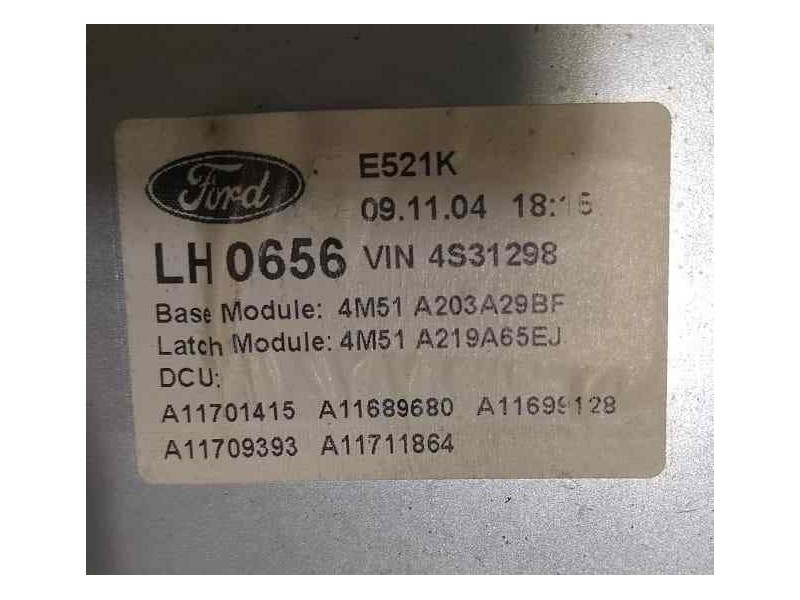 Ford
E521K
09.11.04 18:16
LH 0656 VIN 4S31298
Base Module: 4M51 A203A29BF
Latch Module: 4M51 A219A65EJ
DCU:
A11701415 A11689680 A11699128
A11709393 A11711864